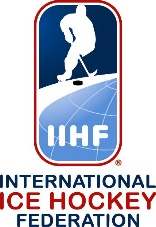 IIHF
®
INTERNATIONAL
ICE HOCKEY
FEDERATION